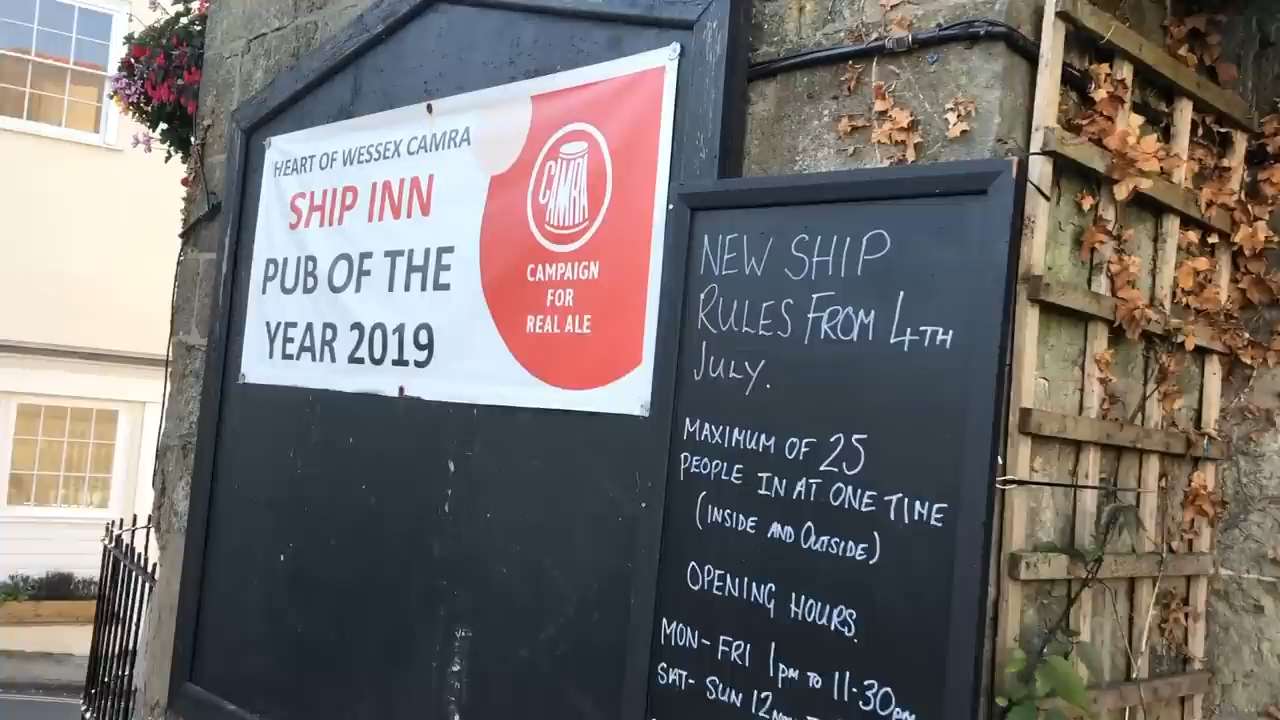 HEART OF WESSEX CAMRA
SHIP INN
PUB OF THE
YEAR 2019
CAMRA
CAMPAIGN
FOR
REAL ALE
NEW SHIP
RULES FROM 4TH
JULY.
MAXIMUM OF 25
PEOPLE IN AT ONE TIME
(INSIDE AND OUTSIDE)
OPENING HOURS.
MON-FRI 1PM TO 11-30PM
SAT- SUN 12